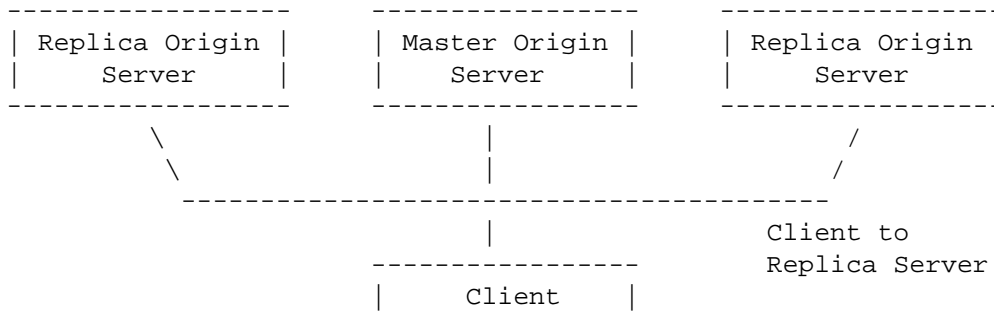 Replica Origin Master Origin Replica Origin
Server Server Server
Client to
Replica Server
Client